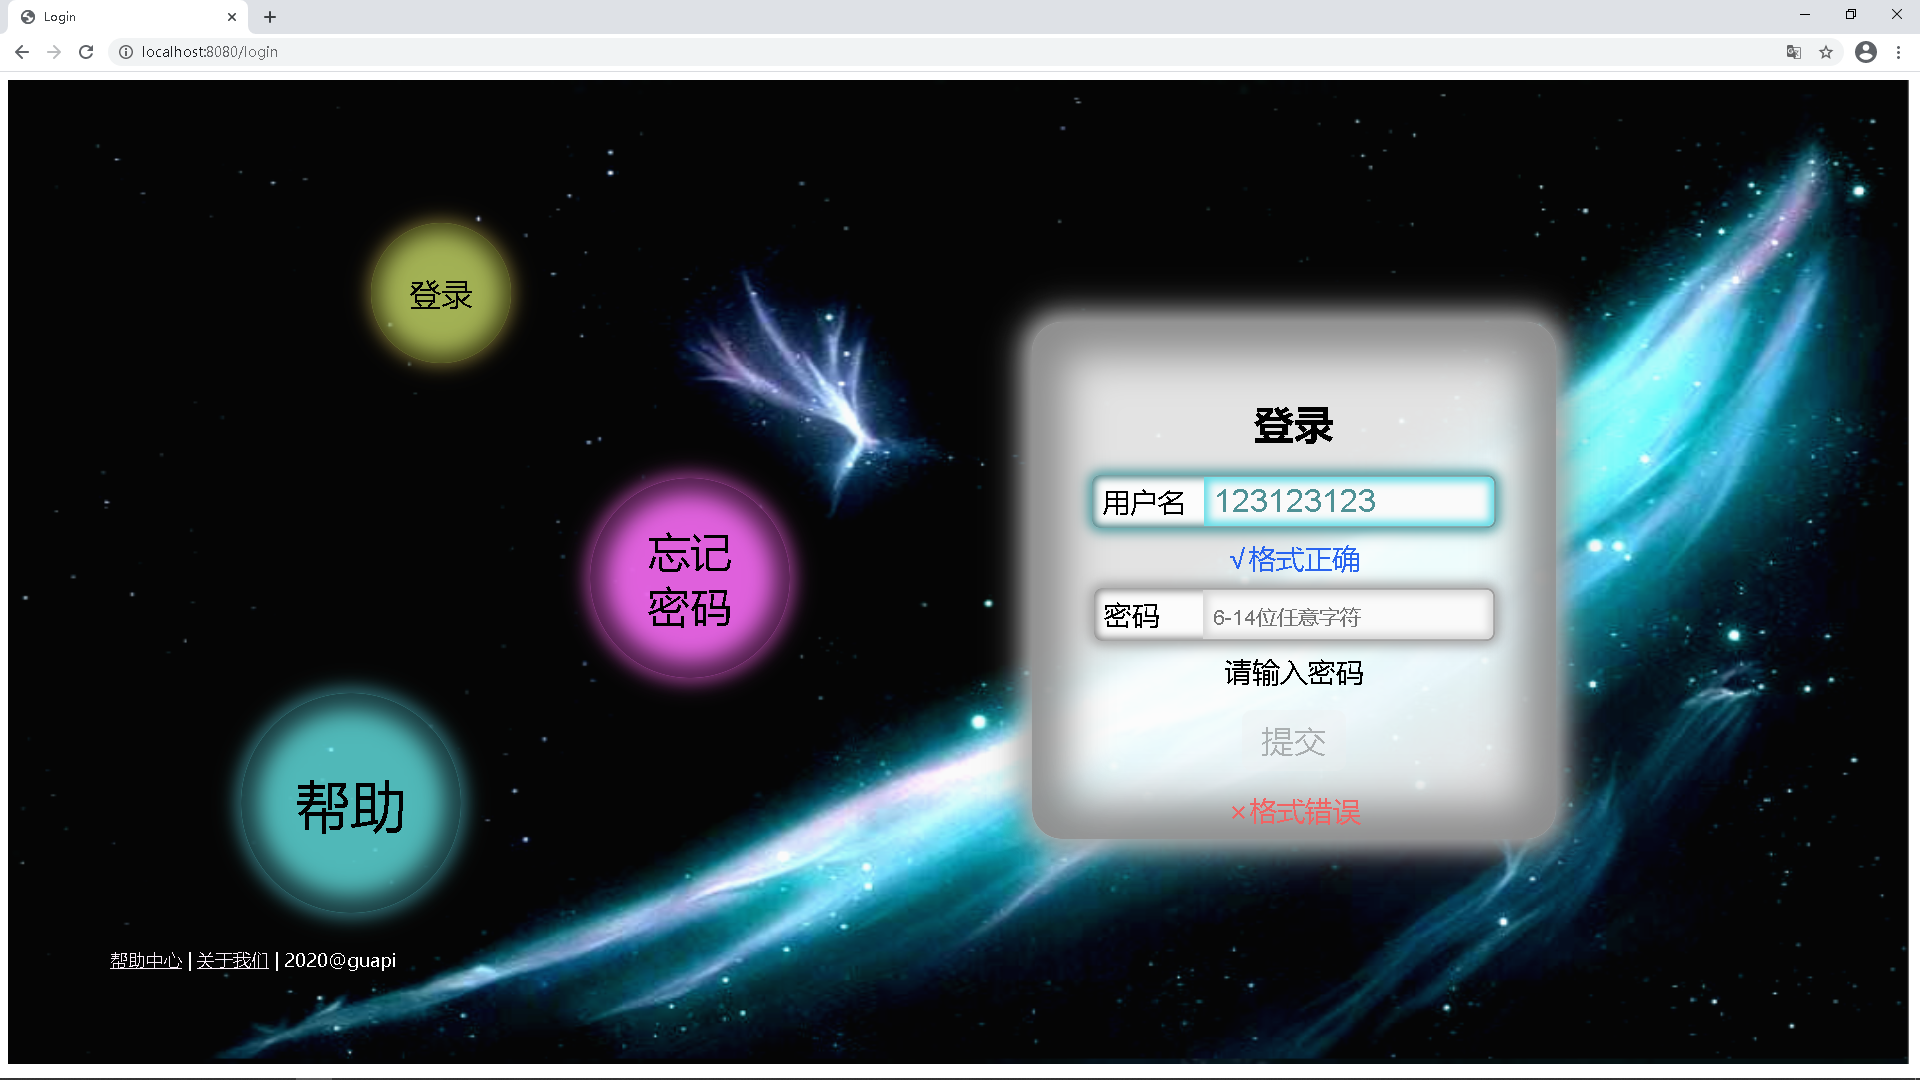 Login
localhost:8080/login
登录
忘记
密码
帮助
登录
用户名 123123123
√格式正确
密码 6-14位任意字符
请输入密码
提交
×格式错误
帮助中心 | 关于我们 | 2020@guapi